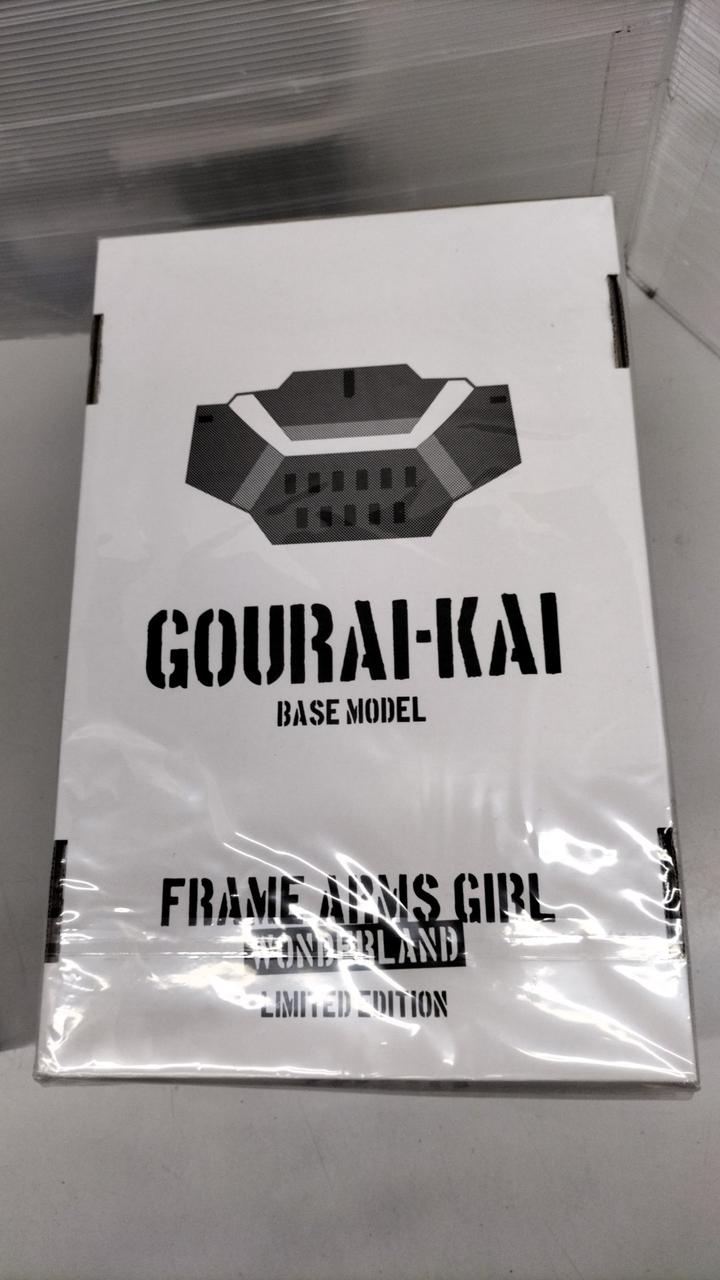 GOURAI-KAI
BASE MODEL
FRAME ARMS GIRL
WONDERLAND
LIMITED EDITION